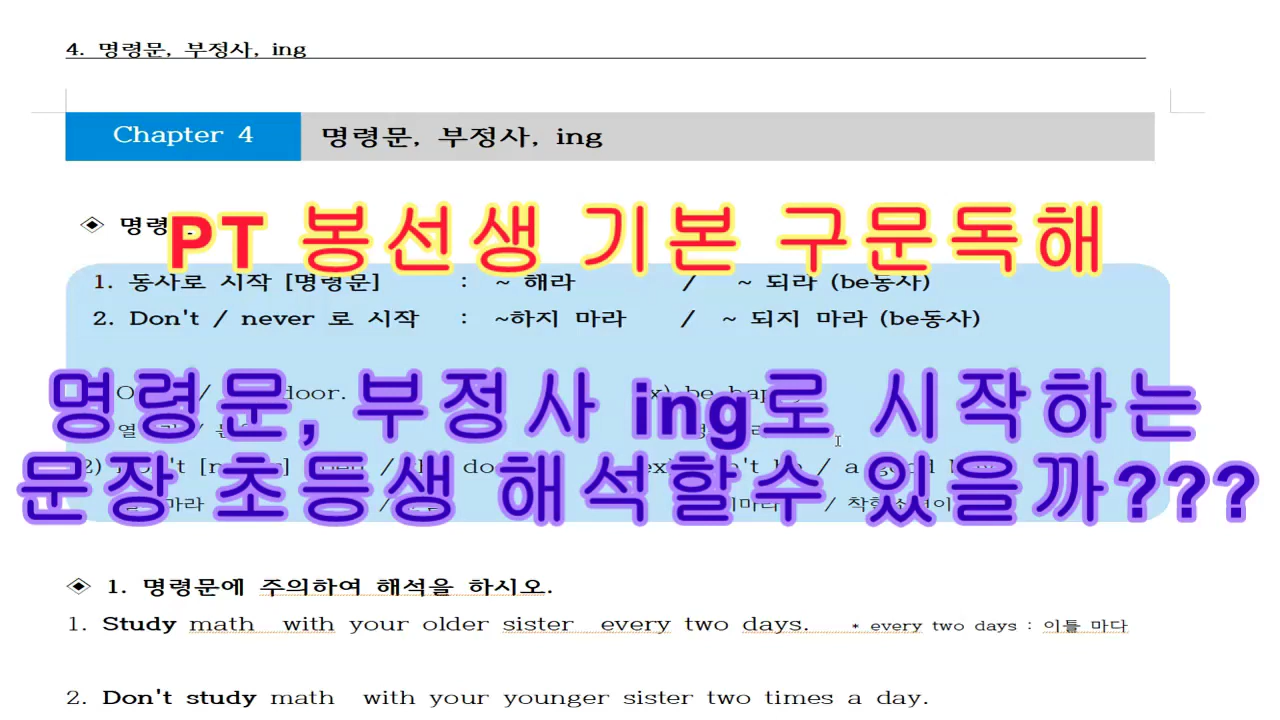 4. 명령문, 부정사, ing
Chapter 4 명령문, 부정사, ing
◈ 명령
PT 봉선생 기본 구문독해
1. 동사로 시작 [명령문] : ~ 해라 / ~ 되라 (be동사)
2. Don't / never 로 시작 : ~하지 마라 / ~ 되지 마라 (be동사)
door.
명령문, 부정사 ing로 시작하는
문장 초등생 해석할수 있을까???
◈ 1. 명령문에 주의하여 해석을 하시오.
1. Study math with your older sister every two days. * every two days : 이틀 마다
2. Don't study math with your younger sister two times a day.